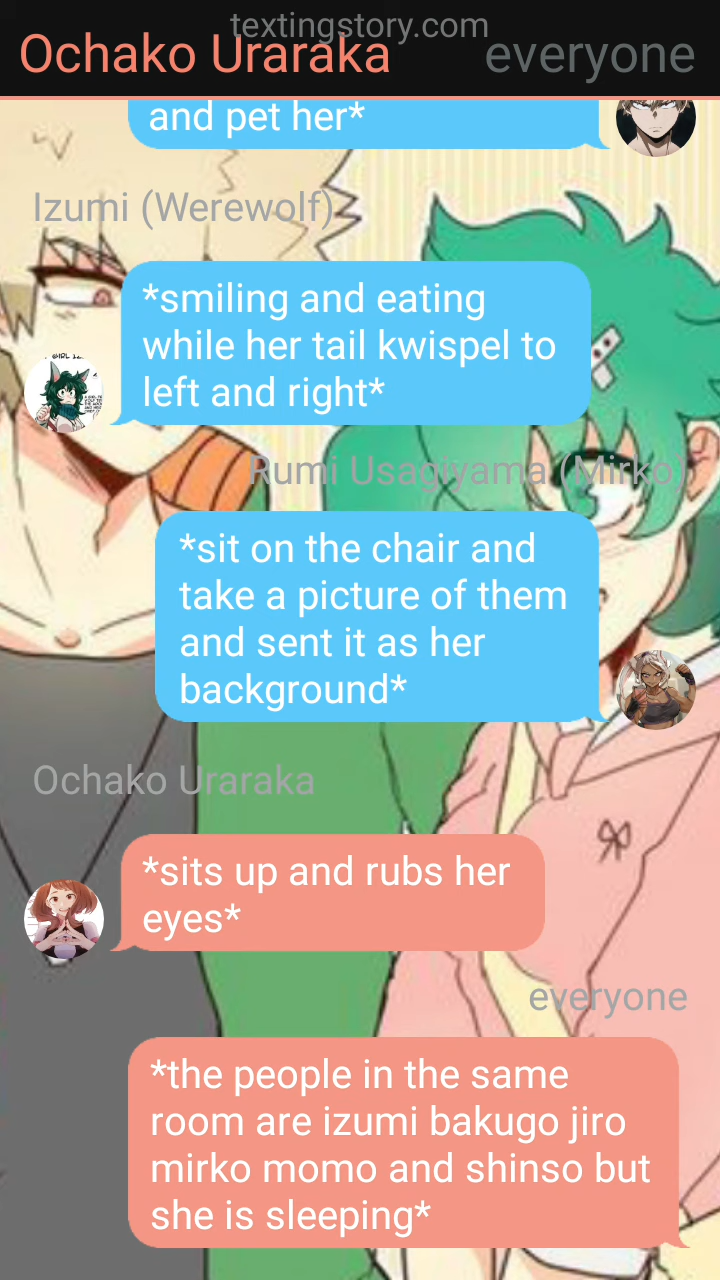 textingstory.com
Ochako Uraraka
everyone
and pet her*
Izumi (Werewolf)
*smiling and eating
while her tail kwispel to
left and right*
Rumi Usagiyama (Mirko)
*sit on the chair and
take a picture of them
and sent it as her
background*
Ochako Uraraka
*sits up and rubs her
eyes*
everyone
*the people in the same
room are izumi bakugo jiro
mirko momo and shinso but
she is sleeping*